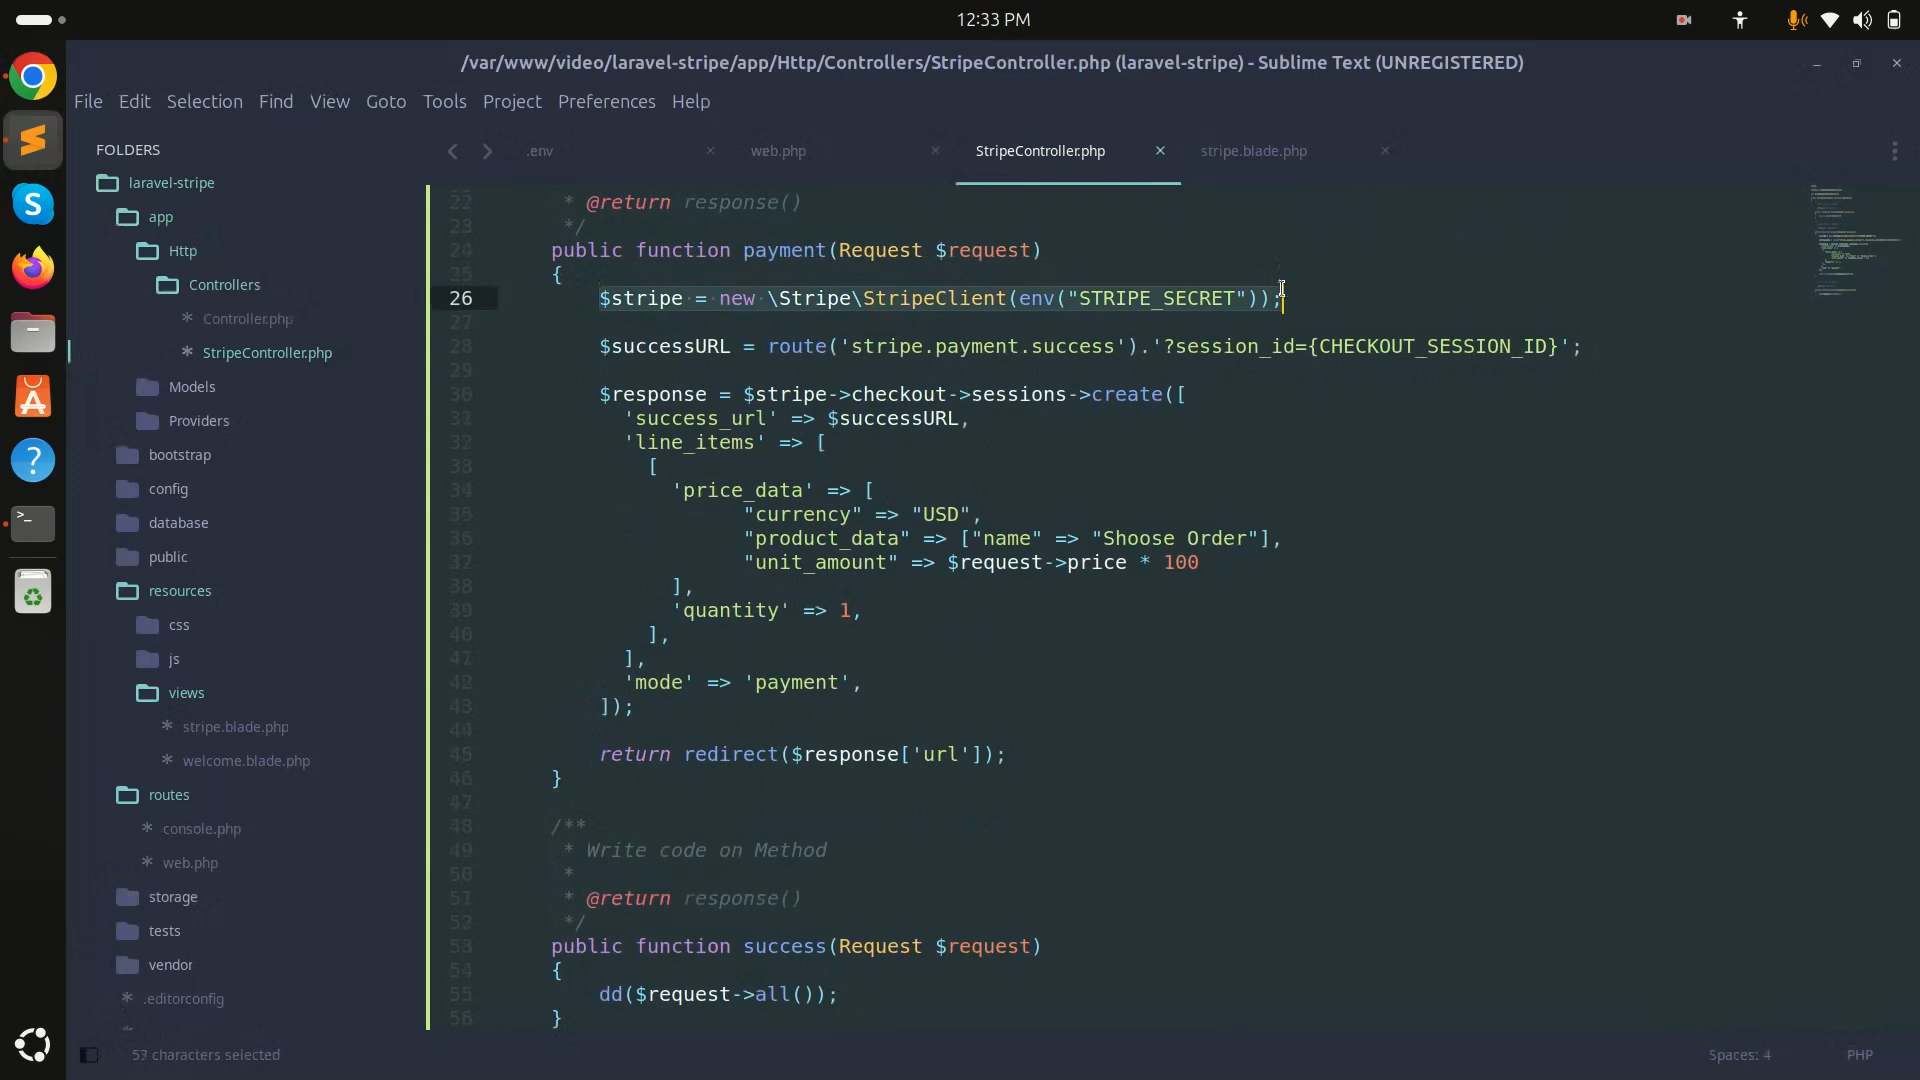 12:33 PM
/var/www/video/laravel-stripe/app/Http/Controllers/StripeController.php (laravel-stripe) - Sublime Text (UNREGISTERED)
File Edit Selection Find View Goto Tools Project Preferences Help
FOLDERS
laravel-stripe
app
Http
Controllers
Controller.php
StripeController.php
Models
Providers
bootstrap
config
database
public
resources
css
js
views
stripe.blade.php
welcome.blade.php
routes
console.php
web.php
storage
tests
vendor
.editorconfig
.env web.php StripeController.php stripe.blade.php
22 * @return response()
23 */
24 public function payment(Request $request)
25 {
26 $stripe = new \Stripe\StripeClient(env("STRIPE_SECRET"));
27
28 $successURL = route('stripe.payment.success').'?session_id={CHECKOUT_SESSION_ID}';
29
30 $response = $stripe->checkout->sessions->create([
31 'success_url' => $successURL,
32 'line_items' => [
33 [
34 'price_data' => [
35 "currency" => "USD",
36 "product_data" => ["name" => "Shoose Order"],
37 "unit_amount" => $request->price * 100
38 ],
39 'quantity' => 1,
40 ],
41 ],
42 'mode' => 'payment',
43 ]);
44
45 return redirect($response['url']);
46 }
47
48 /**
49 * Write code on Method
50 *
51 * @return response()
52 */
53 public function success(Request $request)
54 {
55 dd($request->all());
56 }
53 characters selected
Spaces: 4
PHP